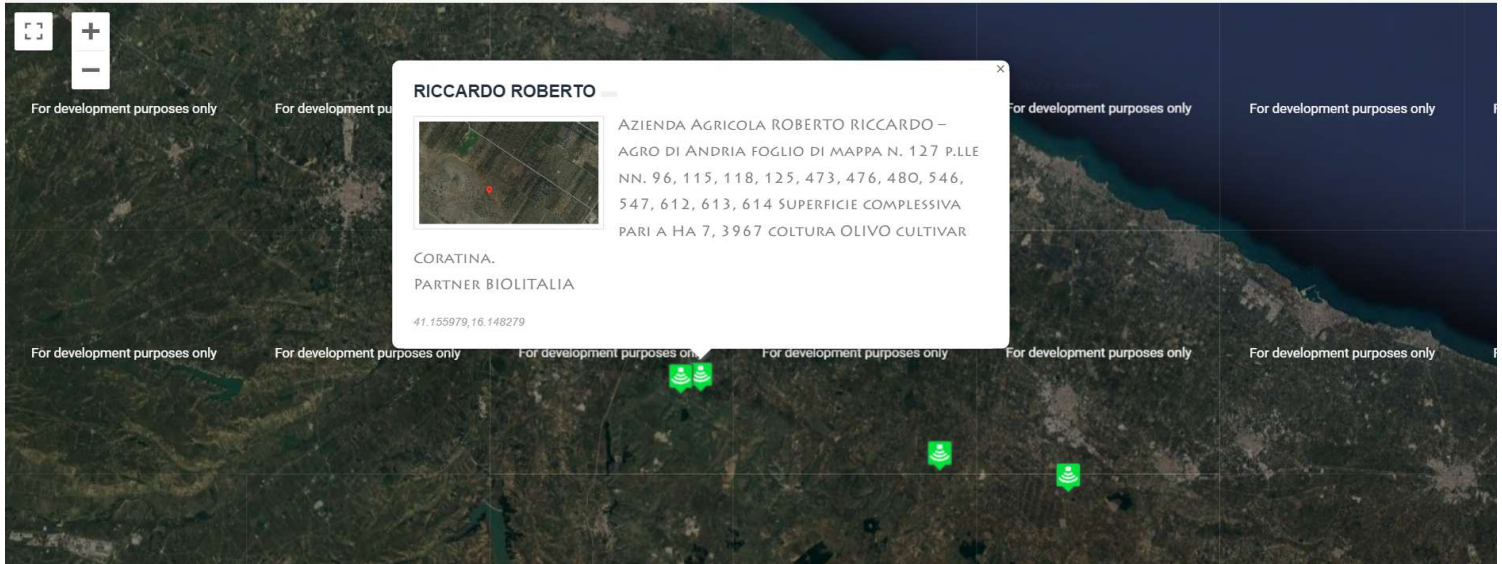 +
−
For development purposes only
For development pu
RICCARDO ROBERTO
×
Azienda Agricola ROBERTO RICCARDO –
agro di Andria foglio di mappa n. 127 p.lle
nn. 96, 115, 118, 125, 473, 476, 480, 546,
547, 612, 613, 614 Superficie complessiva
pari a Ha 7, 3967 coltura OLIVO cultivar
Coratina.
Partner BIOLITALIA
41.155979,16.148279
For development purposes only
For development purposes only
F
For development purposes only
For development purposes only
For development purposes on
For development purposes only
For development purposes only
For development purposes only
F